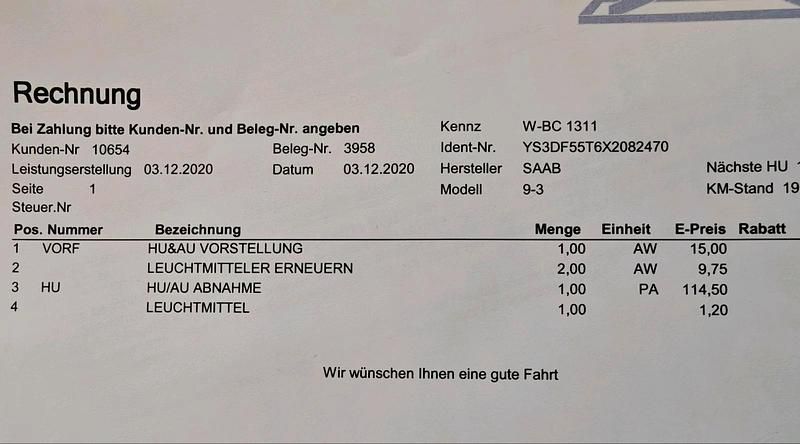 Rechnung
Bei Zahlung bitte Kunden-Nr. und Beleg-Nr. angeben
Kunden-Nr 10654 Beleg-Nr. 3958
Leistungserstellung 03.12.2020 Datum 03.12.2020
Seite 1
Steuer.Nr
Kennz W-BC 1311
Ident-Nr. YS3DF55T6X2082470
Hersteller SAAB Nächste HU 1
Modell 9-3 KM-Stand 19
Pos. Nummer Bezeichnung Menge Einheit E-Preis Rabatt
1 VORF HU&AU VORSTELLUNG 1,00 AW 15,00
2 LEUCHTMITTELER ERNEUERN 2,00 AW 9,75
3 HU HU/AU ABNAHME 1,00 PA 114,50
4 LEUCHTMITTEL 1,00 1,20
Wir wünschen Ihnen eine gute Fahrt